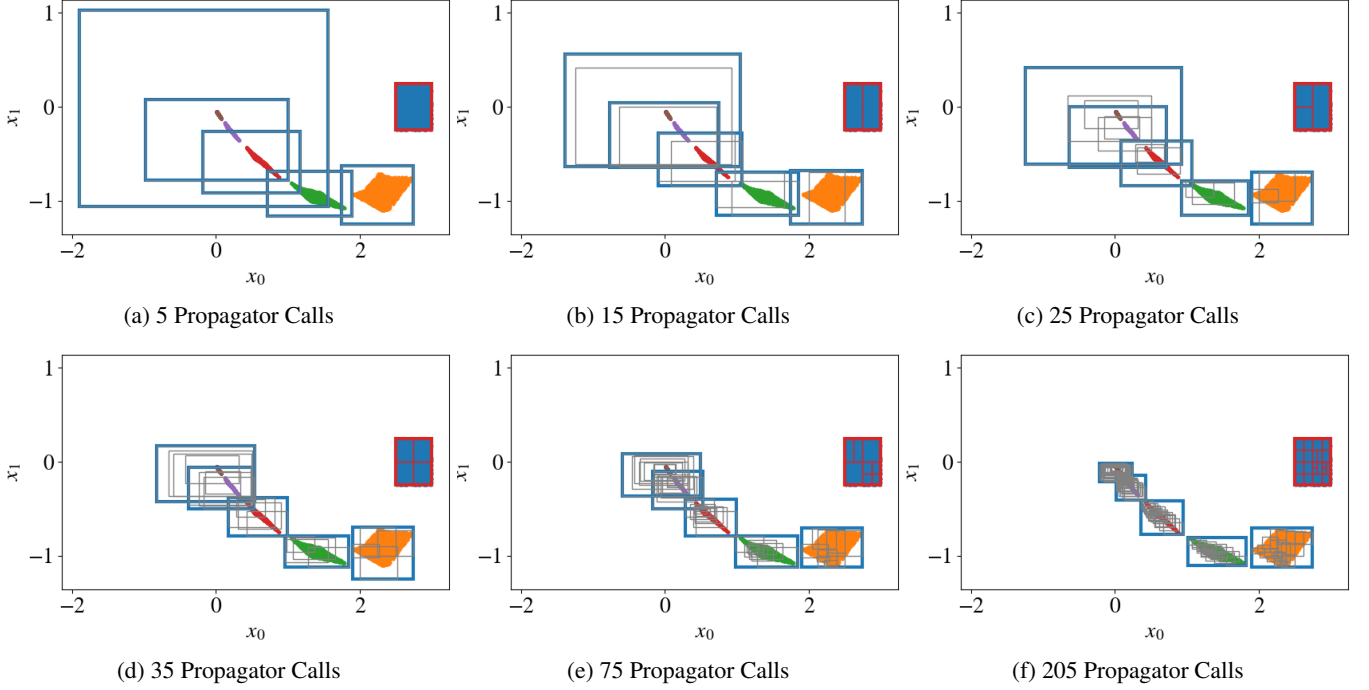 1
0
−1
x₁
−2
0
2
x₀
(a) 5 Propagator Calls
1
0
−1
x₁
−2
0
2
x₀
(b) 15 Propagator Calls
1
0
−1
x₁
−2
0
2
x₀
(c) 25 Propagator Calls
1
0
−1
x₁
−2
0
2
x₀
(d) 35 Propagator Calls
1
0
−1
x₁
−2
0
2
x₀
(e) 75 Propagator Calls
1
0
−1
x₁
−2
0
2
x₀
(f) 205 Propagator Calls